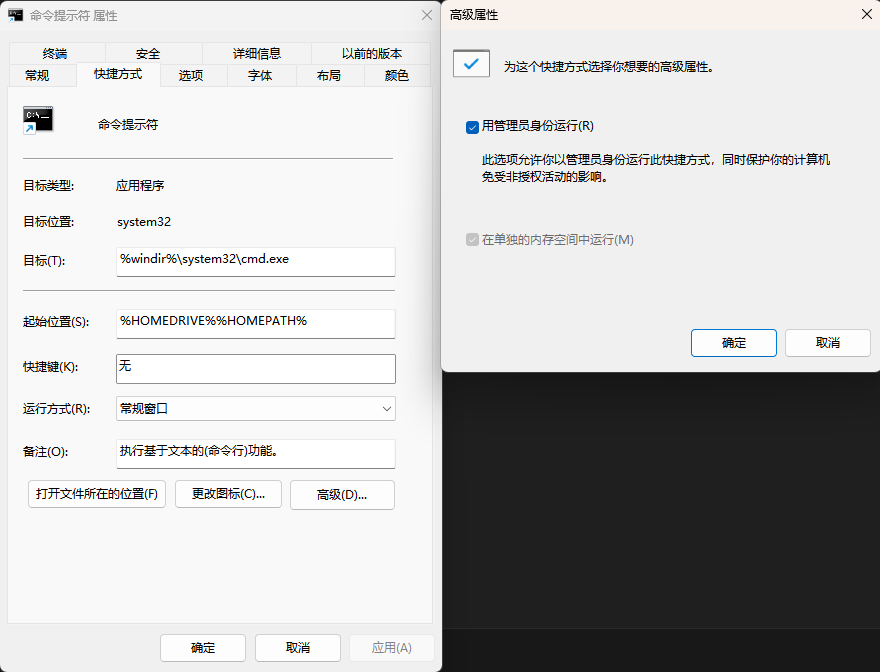 命令提示符 属性
终端
安全
详细信息
以前的版本
常规
快捷方式
选项
字体
布局
颜色
命令提示符
目标类型:
应用程序
目标位置:
system32
目标(T):
%windir%\system32\cmd.exe
起始位置(S):
%HOMEDRIVE%%HOMEPATH%
快捷键(K):
无
运行方式(R):
常规窗口
备注(O):
执行基于文本的(命令行)功能。
打开文件所在的位置(F)
更改图标(C)...
高级(D)...
确定
取消
应用(A)
高级属性
为这个快捷方式选择你想要的高级属性。
用管理员身份运行(R)
此选项允许你以管理员身份运行此快捷方式，同时保护你的计算机
免受非授权活动的影响。
在单独的内存空间中运行(M)
确定
取消